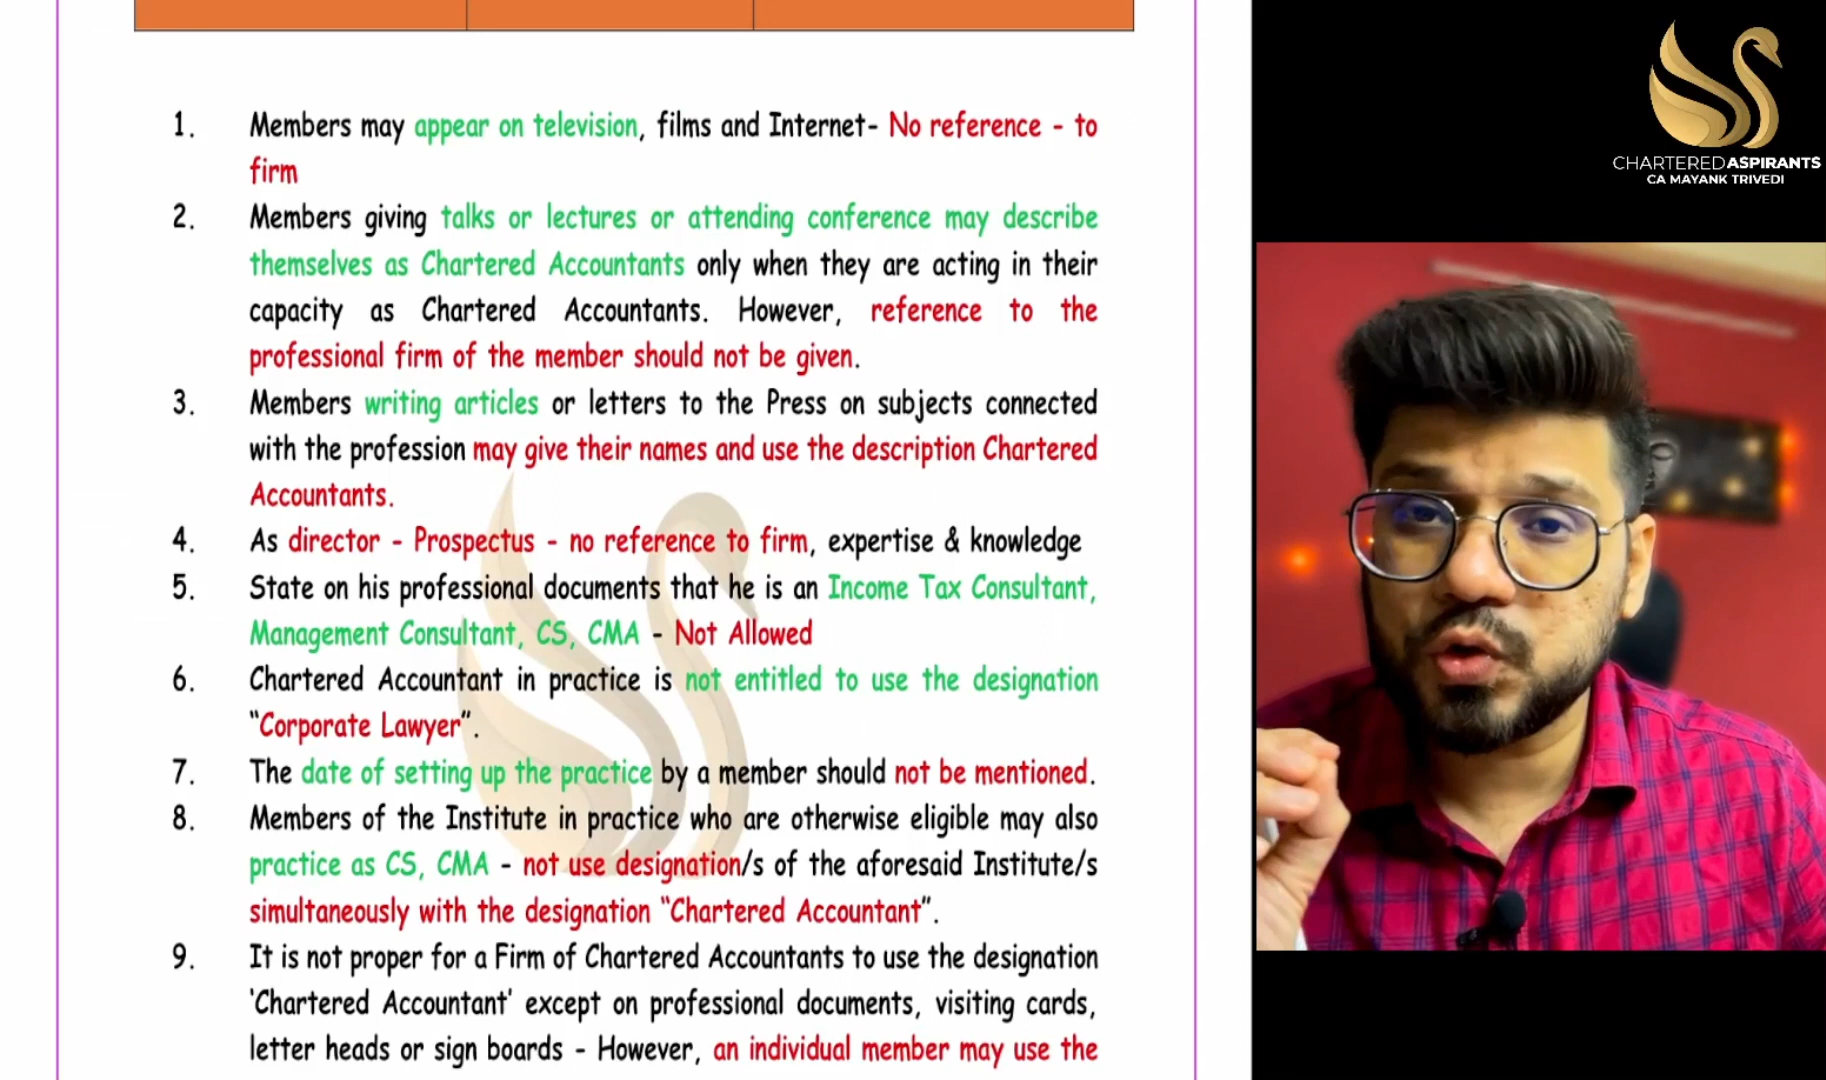 1. Members may appear on television, films and Internet- No reference - to
firm
2. Members giving talks or lectures or attending conference may describe
themselves as Chartered Accountants only when they are acting in their
capacity as Chartered Accountants. However, reference to the
professional firm of the member should not be given.
3. Members writing articles or letters to the Press on subjects connected
with the profession may give their names and use the description Chartered
Accountants.
4. As director - Prospectus - no reference to firm, expertise & knowledge
5. State on his professional documents that he is an Income Tax Consultant,
Management Consultant, CS, CMA - Not Allowed
6. Chartered Accountant in practice is not entitled to use the designation
“Corporate Lawyer”.
7. The date of setting up the practice by a member should not be mentioned.
8. Members of the Institute in practice who are otherwise eligible may also
practice as CS, CMA - not use designation/s of the aforesaid Institute/s
simultaneously with the designation “Chartered Accountant”.
9. It is not proper for a Firm of Chartered Accountants to use the designation
‘Chartered Accountant’ except on professional documents, visiting cards,
letter heads or sign boards - However, an individual member may use the
CHARTERED ASPIRANTS
CA MAYANK TRIVEDI